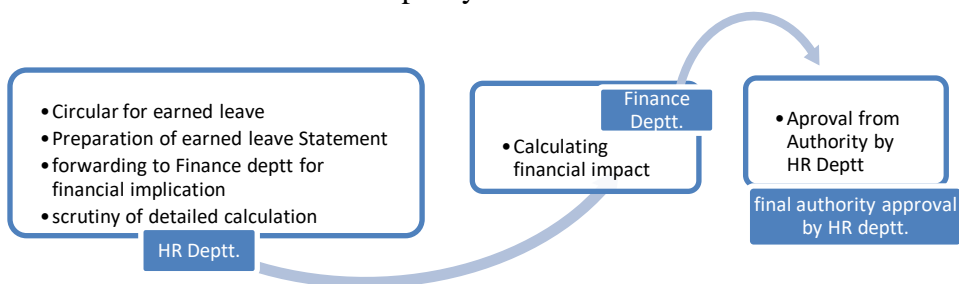 •Circular for earned leave
•Preparation of earned leave Statement
•forwarding to Finance deptt for
financial implication
•scrutiny of detailed calculation
HR Deptt.
Finance
Deptt.
•Calculating
financial impact
•Aproval from
Authority by
HR Deptt
final authority approval
by HR deptt.